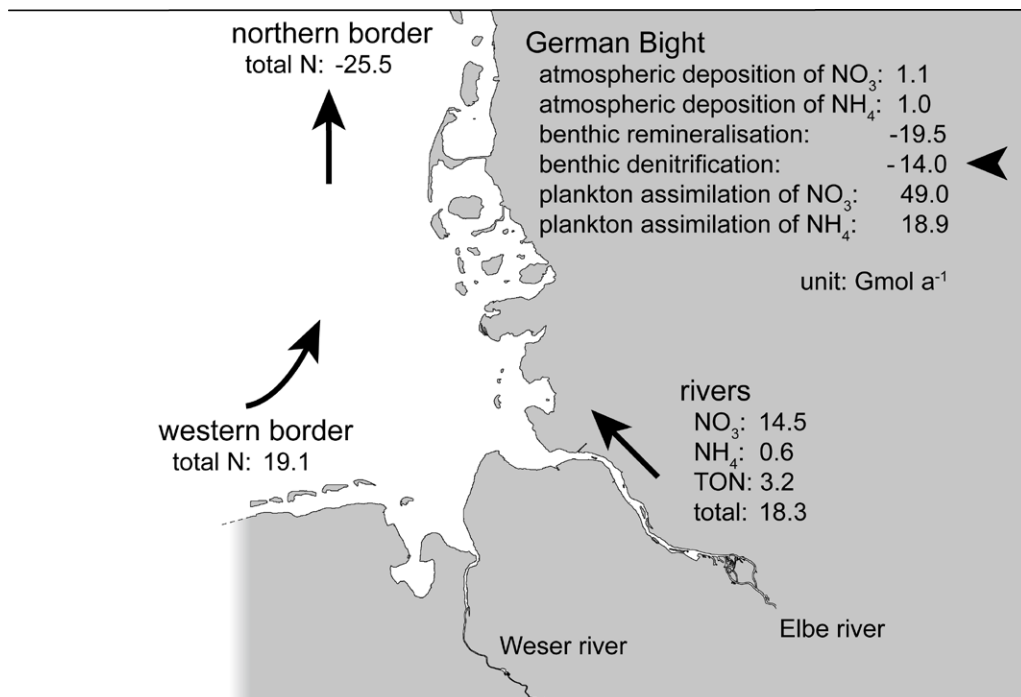 northern border
total N: -25.5
German Bight
atmospheric deposition of NO₃: 1.1
atmospheric deposition of NH₄: 1.0
benthic remineralisation: -19.5
benthic denitrification: -14.0
plankton assimilation of NO₃: 49.0
plankton assimilation of NH₄: 18.9
unit: Gmol a⁻¹
western border
total N: 19.1
rivers
NO₃: 14.5
NH₄: 0.6
TON: 3.2
total: 18.3
Weser river
Elbe river